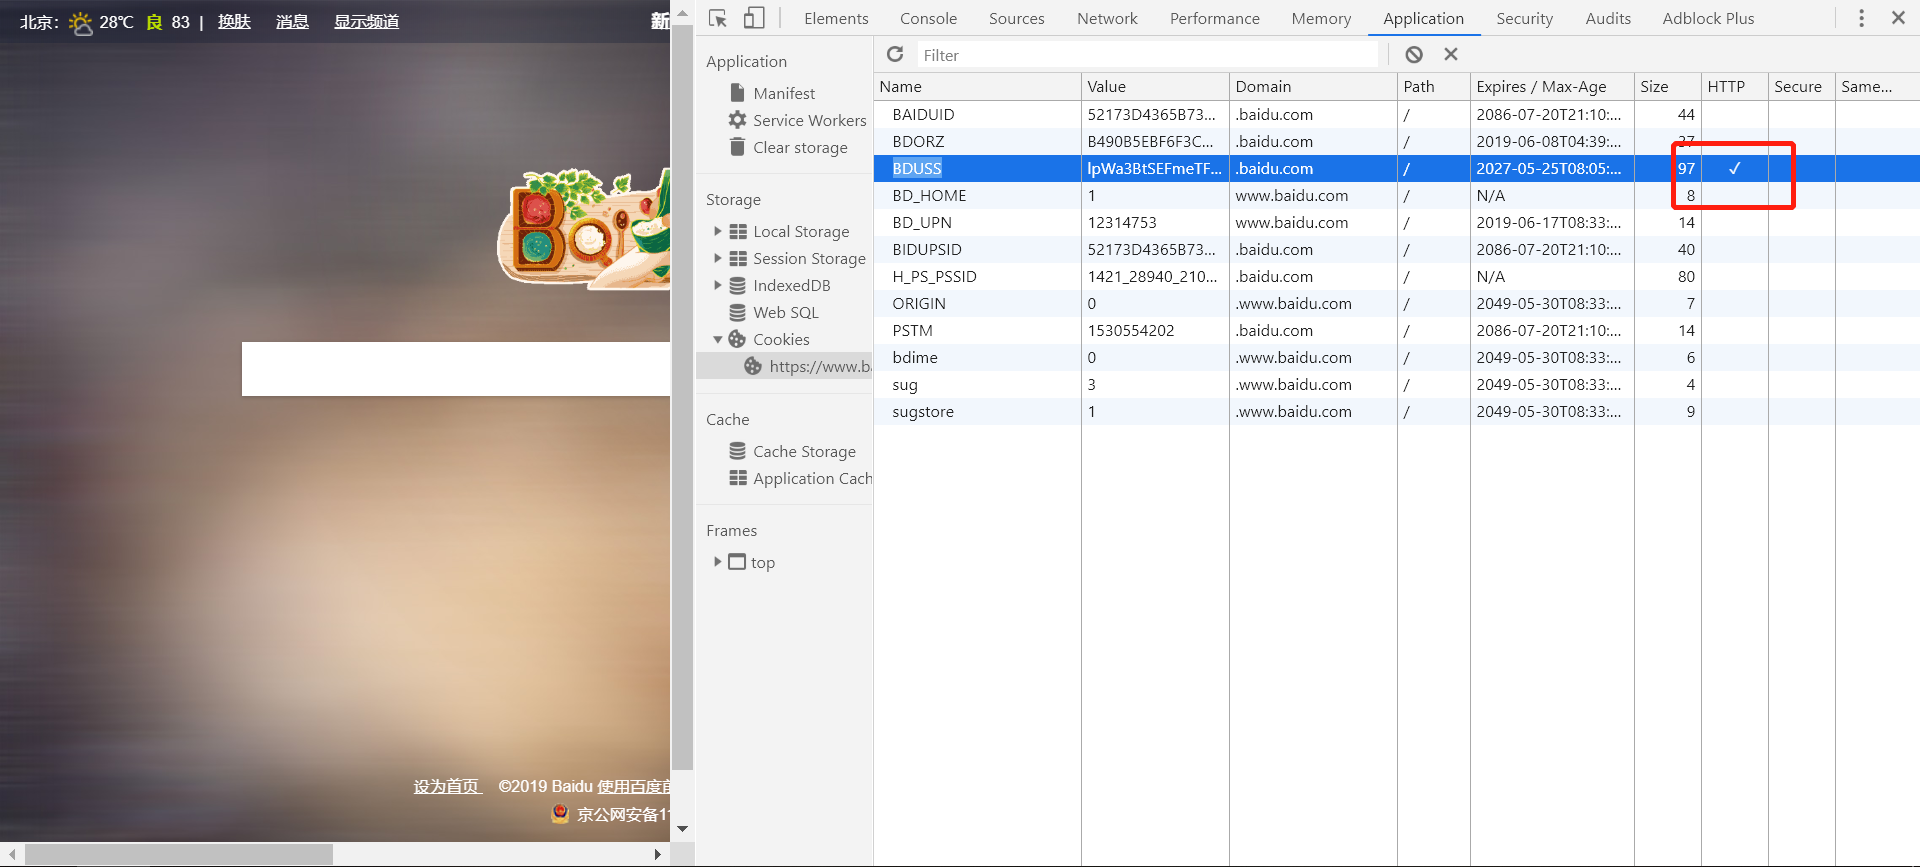 北京: 28℃ 良 83 | 换肤 消息 显示频道 新
设为首页 ©2019 Baidu 使用百度前
京公网安备11
Elements Console Sources Network Performance Memory Application Security Audits Adblock Plus
Application
Manifest
Service Workers
Clear storage
Storage
Local Storage
Session Storage
IndexedDB
Web SQL
Cookies
https://www.ba
Cache
Cache Storage
Application Cach
Frames
top
Filter
Name Value Domain Path Expires / Max-Age Size HTTP Secure Same...
BAIDUID 52173D4365B73... .baidu.com / 2086-07-20T21:10:... 44
BDORZ B490B5EBF6F3C... .baidu.com / 2019-06-08T04:39:... 37
BDUSS lpWa3BtSEFmeTF... .baidu.com / 2027-05-25T08:05:... 97 ✓
BD_HOME 1 www.baidu.com / N/A 8
BD_UPN 12314753 www.baidu.com / 2019-06-17T08:33:... 14
BIDUPSID 52173D4365B73... .baidu.com / 2086-07-20T21:10:... 40
H_PS_PSSID 1421_28940_210... .baidu.com / N/A 80
ORIGIN 0 .www.baidu.com / 2049-05-30T08:33:... 7
PSTM 1530554202 .baidu.com / 2086-07-20T21:10:... 14
bdime 0 .www.baidu.com / 2049-05-30T08:33:... 6
sug 3 .www.baidu.com / 2049-05-30T08:33:... 4
sugstore 1 .www.baidu.com / 2049-05-30T08:33:... 9